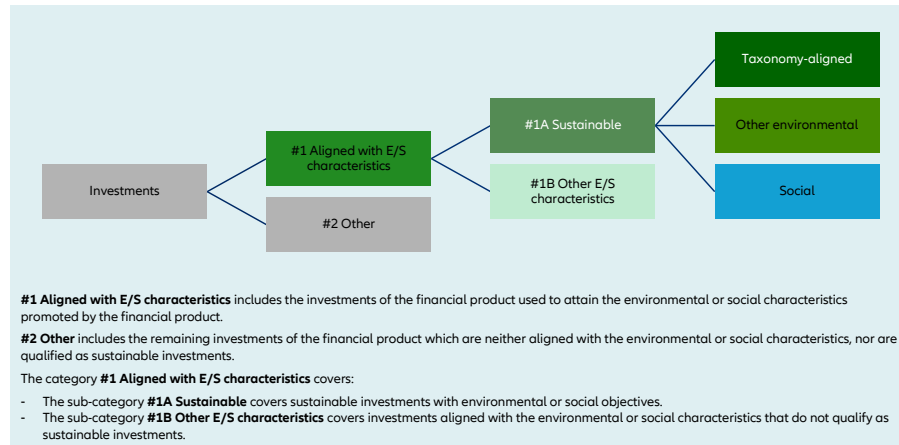 Taxonomy-aligned
#1A Sustainable
Other environmental
#1 Aligned with E/S
characteristics
Investments
#1B Other E/S
characteristics
Social
#2 Other
#1 Aligned with E/S characteristics includes the investments of the financial product used to attain the environmental or social characteristics
promoted by the financial product.
#2 Other includes the remaining investments of the financial product which are neither aligned with the environmental or social characteristics, nor are
qualified as sustainable investments.
The category #1 Aligned with E/S characteristics covers:
- The sub-category #1A Sustainable covers sustainable investments with environmental or social objectives.
- The sub-category #1B Other E/S characteristics covers investments aligned with the environmental or social characteristics that do not qualify as
sustainable investments.